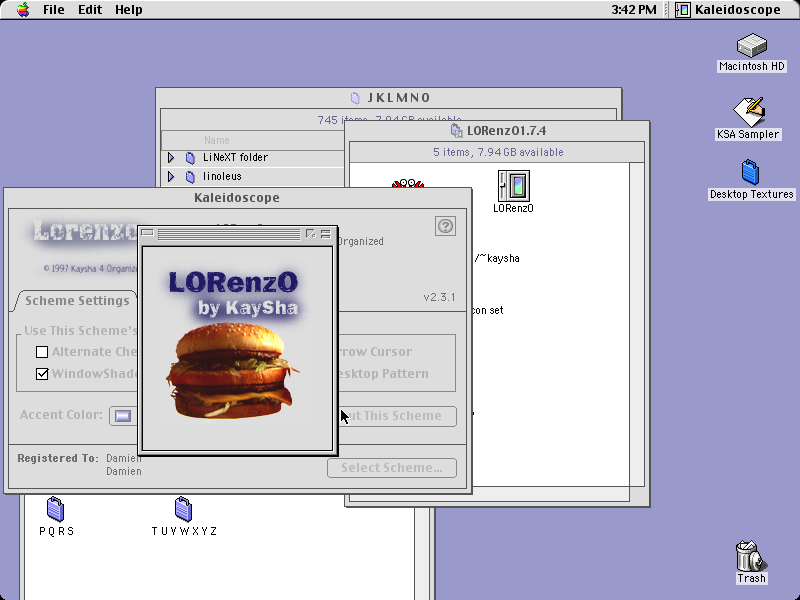 File Edit Help
3:42 PM
Kaleidoscope
Macintosh HD
KSA Sampler
Desktop Textures
Trash
JKLMNO
745 items, 7.94 GB available
Name
LiNeXT folder
linoleus
LORenzO1.7.4
5 items, 7.94 GB available
LORenzO
/~kaysha
con set
Kaleidoscope
Lorenzo
© 1997 Kaysha 4 Organiz
Organized
v2.3.1
Scheme Settings
Use This Scheme's
Alternate Che
WindowShade
rrow Cursor
esktop Pattern
Accent Color:
ut This Scheme
Registered To: Damien
Damien
Select Scheme...
LORenzO
by KaySha
PQRS
TUVWXYZ